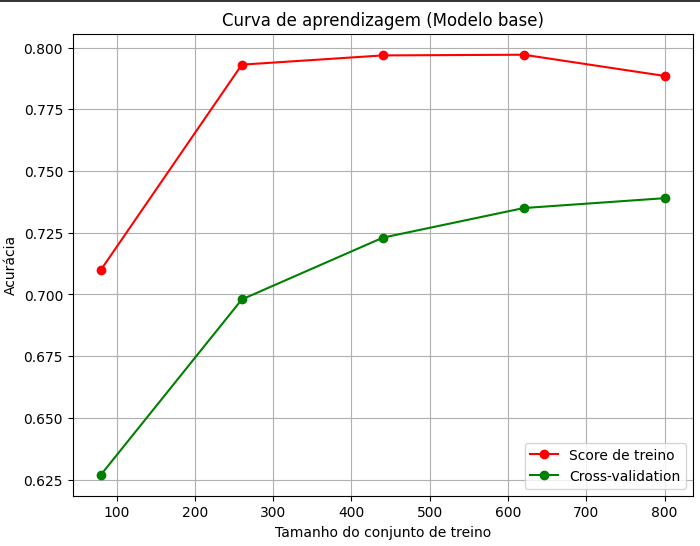 Curva de aprendizagem (Modelo base)
0.800
0.775
0.750
0.725
0.700
0.675
0.650
0.625
Acurácia
Score de treino
Cross-validation
100 200 300 400 500 600 700 800
Tamanho do conjunto de treino